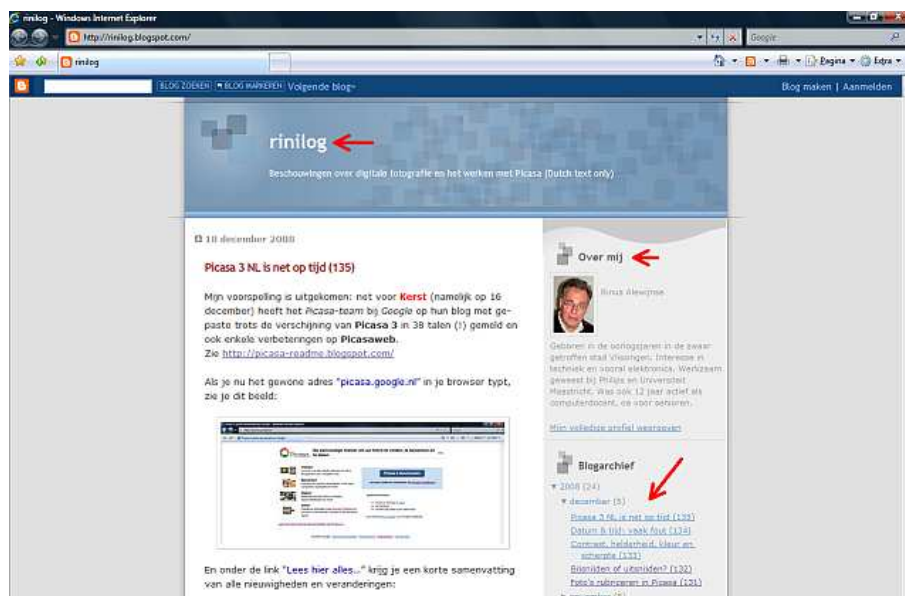 rinilog - Windows Internet Explorer
http://rinilog.blogspot.com/
Google
rinilog
Pagina
Extra
BLOG ZOEKEN
BLOG MARKEREN
Volgende blog»
Blog maken | Aanmelden
rinilog
Beschouwingen over digitale fotografie en het werken met Picasa (Dutch text only)
18 december 2008
Picasa 3 NL is net op tijd (135)
Mijn voorspelling is uitgekomen: net voor Kerst (namelijk op 16
december) heeft het Picasa-team bij Google op hun blog met ge-
paste trots de verschijning van Picasa 3 in 38 talen (!) gemeld en
ook enkele verbeteringen op Picasaweb.
Zie http://picasa-readme.blogspot.com/
Als je nu het gewone adres "picasa.google.nl" in je browser typt,
zie je dit beeld:
En onder de link "Lees hier alles..." krijg je een korte samenvatting
van alle nieuwigheden en veranderingen:
Over mij
Rinus Alewijnse
Geboren in de oorlogsjaren in de zwaar
getroffen stad Vlissingen. Interesse in
techniek en vooral elektronica. Werkzaam
geweest bij Philips en Universiteit
Maastricht. Was ook 12 jaar actief als
computerdocent, oa voor senioren.
Mijn volledige profiel weergeven
Blogarchief
▼ 2008 (24)
▼ december (5)
Picasa 3 NL is net op tijd (135)
Datum & tijd: vaak fout (134)
Contrast, helderheid, kleur en
scherpte (133)
Bijsnijden of uitsnijden? (132)
Foto's rubriceren in Picasa (131)